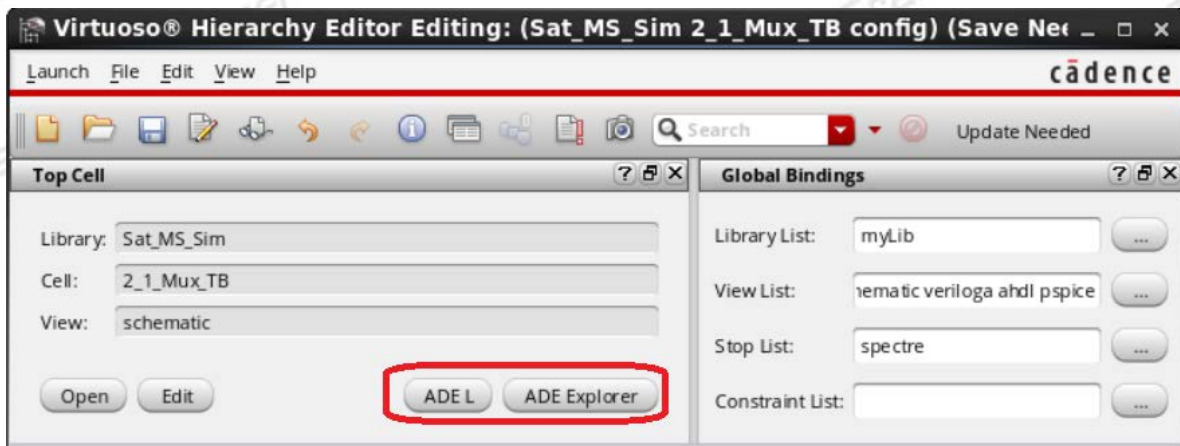 Virtuoso® Hierarchy Editor Editing: (Sat_MS_Sim 2_1_Mux_TB config) (Save Nee
Launch File Edit View Help
cādence
Search
Update Needed
Top Cell
Library: Sat_MS_Sim
Cell: 2_1_Mux_TB
View: schematic
Open Edit ADE L ADE Explorer
Global Bindings
Library List: myLib ...
View List: hematic veriloga ahdl pspice ...
Stop List: spectre ...
Constraint List: ...